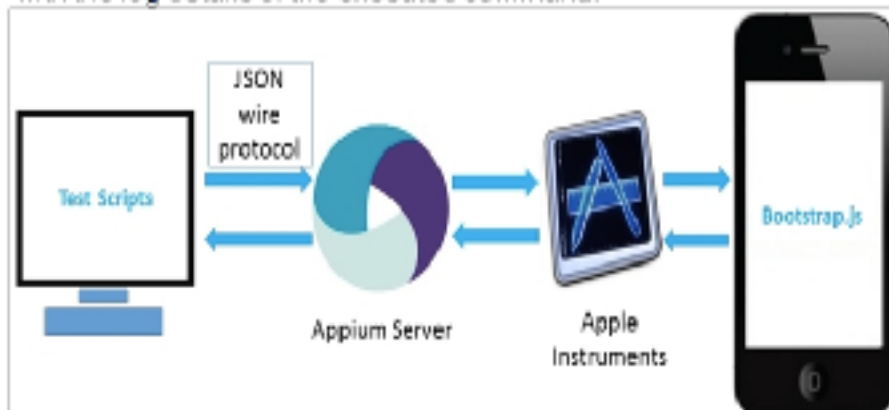 JSON
wire
protocol
Test Scripts
Bootstrap.js
Appium Server
Apple
Instruments